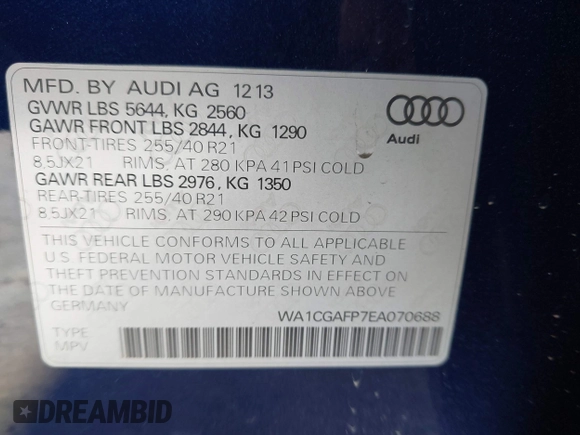 MFD. BY AUDI AG 12 13
GVWR LBS 5644, KG 2560
GAWR FRONT LBS 2844, KG 1290
FRONT-TIRES 255/40 R21
8,5JX21 RIMS, AT 280 KPA 41 PSI COLD
GAWR REAR LBS 2976, KG 1350
REAR-TIRES 255/40 R21
8,5JX21 RIMS, AT 290 KPA 42 PSI COLD
Audi
THIS VEHICLE CONFORMS TO ALL APPLICABLE
U.S. FEDERAL MOTOR VEHICLE SAFETY AND
THEFT PREVENTION STANDARDS IN EFFECT ON
THE DATE OF MANUFACTURE SHOWN ABOVE.
GERMANY
WA1CGAFP7EA070688
TYPE
MPV
DREAMBID